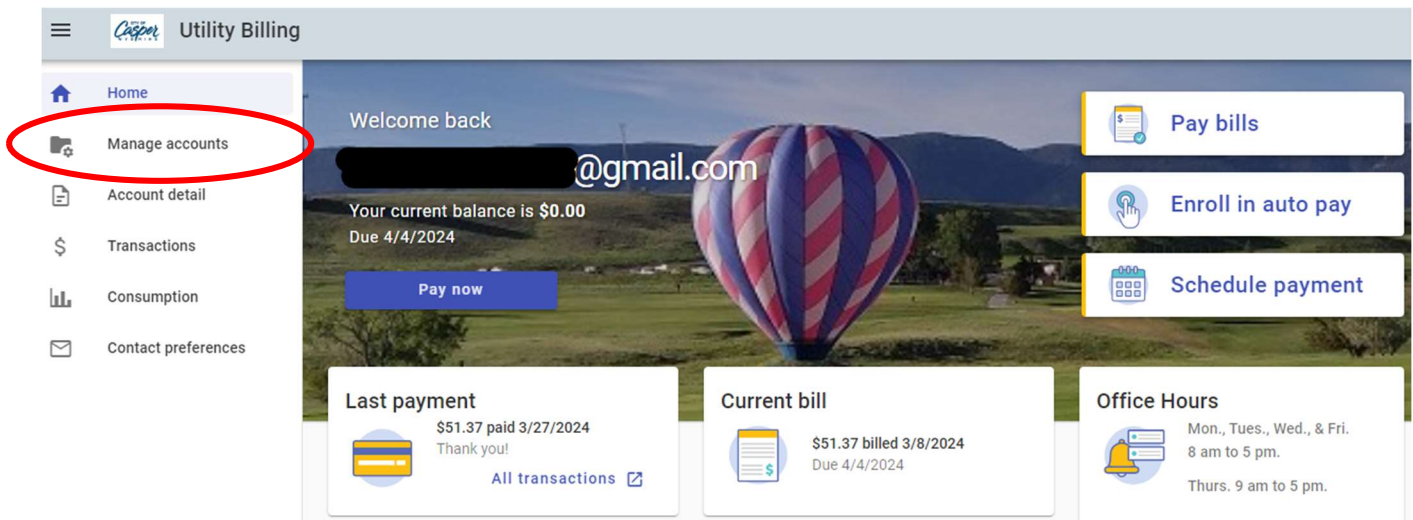 CITY OF
Casper
WYOMING
Utility Billing
Home
Manage accounts
Account detail
Transactions
Consumption
Contact preferences
Welcome back
@gmail.com
Your current balance is $0.00
Due 4/4/2024
Pay now
Pay bills
Enroll in auto pay
Schedule payment
Last payment
$51.37 paid 3/27/2024
Thank you!
All transactions
Current bill
$51.37 billed 3/8/2024
Due 4/4/2024
Office Hours
Mon., Tues., Wed., & Fri.
8 am to 5 pm.
Thurs. 9 am to 5 pm.